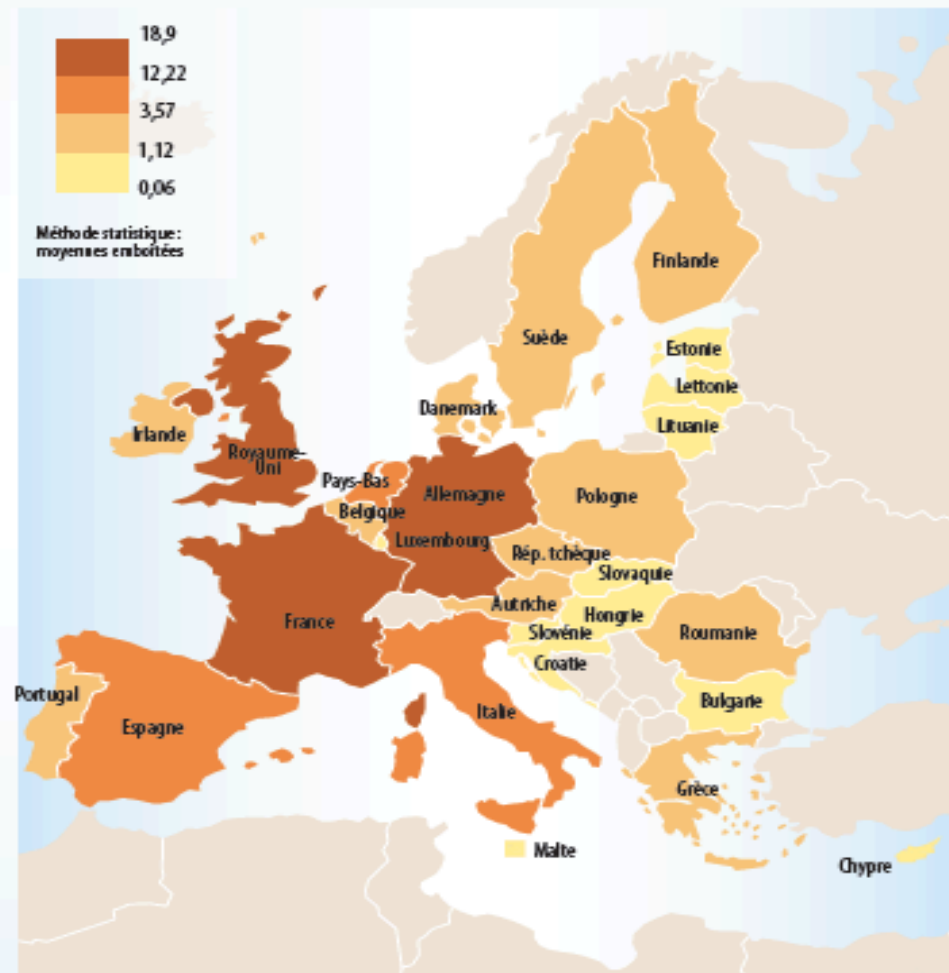 18,9
12,22
3,57
1,12
0,06
Méthode statistique :
moyennes emboîtées
Finlande
Suède
Estonie
Lettonie
Danemark
Lituanie
Irlande
Royaume-
Uni
Pays-Bas
Allemagne
Pologne
Belgique
Luxembourg
Rép. tchèque
Slovaquie
Autriche
Hongrie
France
Slovénie
Roumanie
Croatie
Portugal
Bulgarie
Espagne
Italie
Grèce
Malte
Chypre